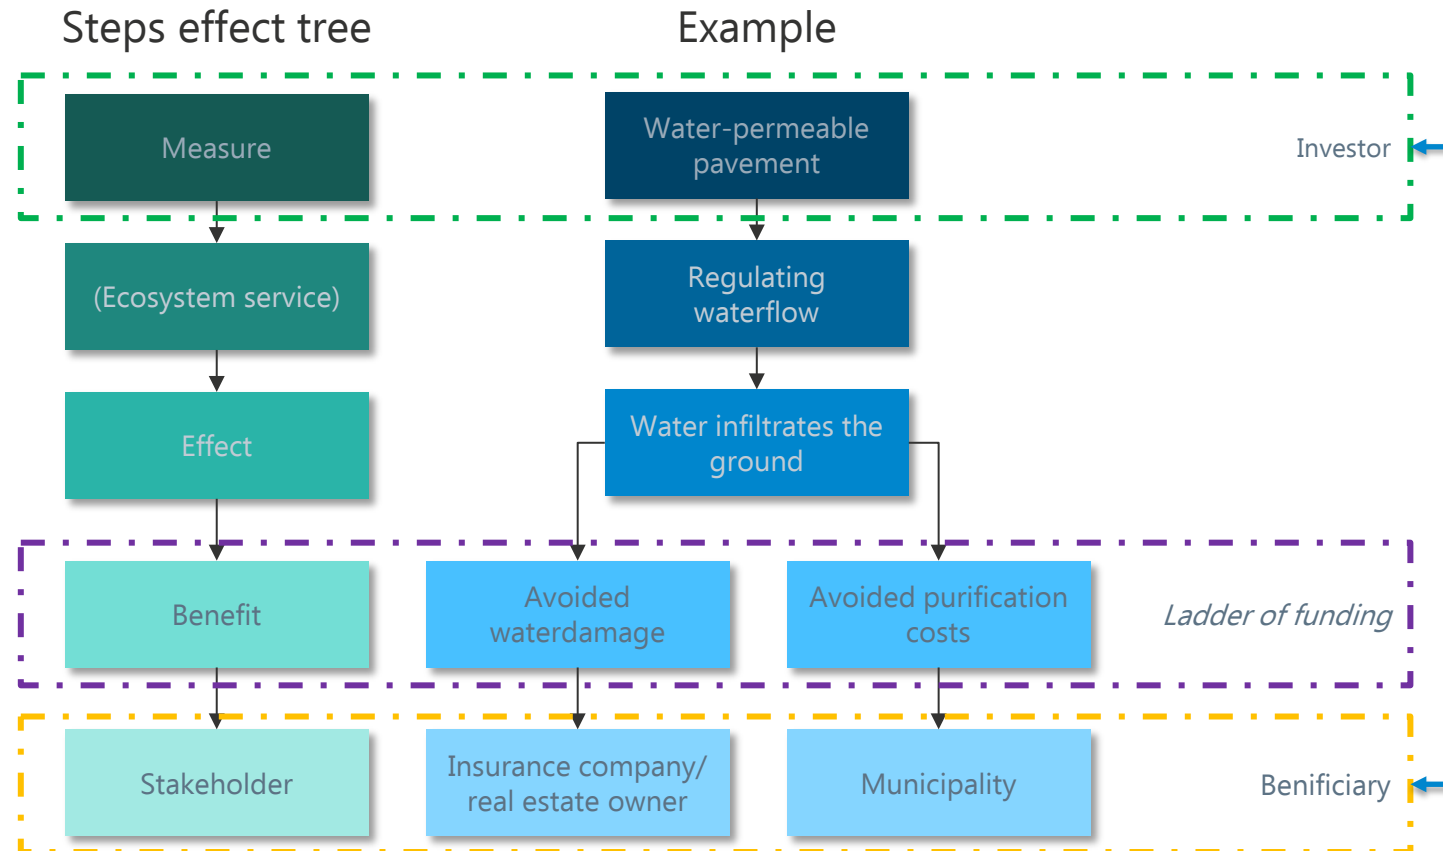 Steps effect tree
Example
Measure
Water-permeable
pavement
Investor
(Ecosystem service)
Regulating
waterflow
Effect
Water infiltrates the
ground
Benefit
Avoided
waterdamage
Avoided purification
costs
Ladder of funding
Stakeholder
Insurance company/
real estate owner
Municipality
Benificiary